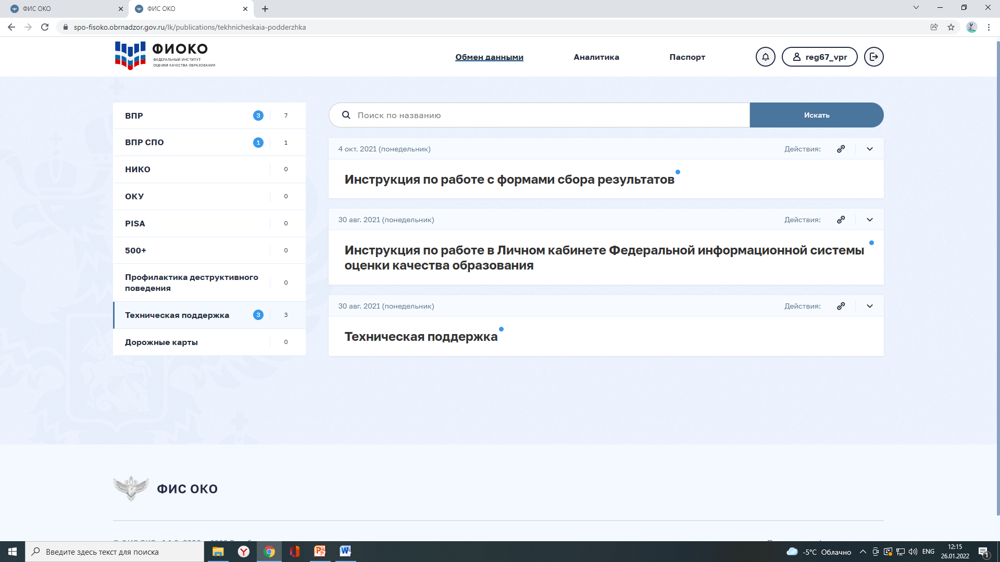 ФИС ОКО
ФИС ОКО
spo-fisoko.obrnadzor.gov.ru/lk/publications/tekhnicheskaia-podderzhka
ФИОКО
ФЕДЕРАЛЬНЫЙ ИНСТИТУТ
ОЦЕНКИ КАЧЕСТВА ОБРАЗОВАНИЯ
Обмен данными
Аналитика
Паспорт
reg67_vpr
ВПР 3 7
ВПР СПО 1 1
НИКО 0
ОКУ 0
PISA 0
500+ 0
Профилактика деструктивного
поведения 0
Техническая поддержка 3 3
Дорожные карты 0
Поиск по названию
Искать
4 окт. 2021 (понедельник) Действия:
Инструкция по работе с формами сбора результатов
30 авг. 2021 (понедельник) Действия:
Инструкция по работе в Личном кабинете Федеральной информационной системы
оценки качества образования
30 авг. 2021 (понедельник) Действия:
Техническая поддержка
ФИС ОКО
Введите здесь текст для поиска
-5°C Облачно
ENG
12:15
26.01.2022
1